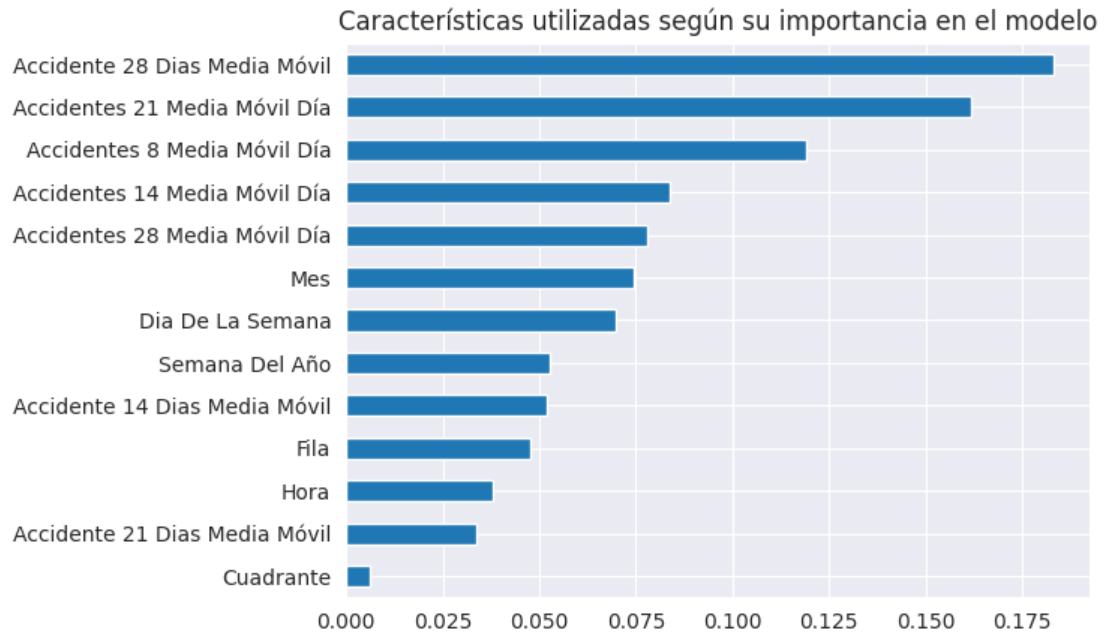 Características utilizadas según su importancia en el modelo
Accidente 28 Dias Media Móvil
Accidentes 21 Media Móvil Día
Accidentes 8 Media Móvil Día
Accidentes 14 Media Móvil Día
Accidentes 28 Media Móvil Día
Mes
Dia De La Semana
Semana Del Año
Accidente 14 Dias Media Móvil
Fila
Hora
Accidente 21 Dias Media Móvil
Cuadrante
0.000 0.025 0.050 0.075 0.100 0.125 0.150 0.175